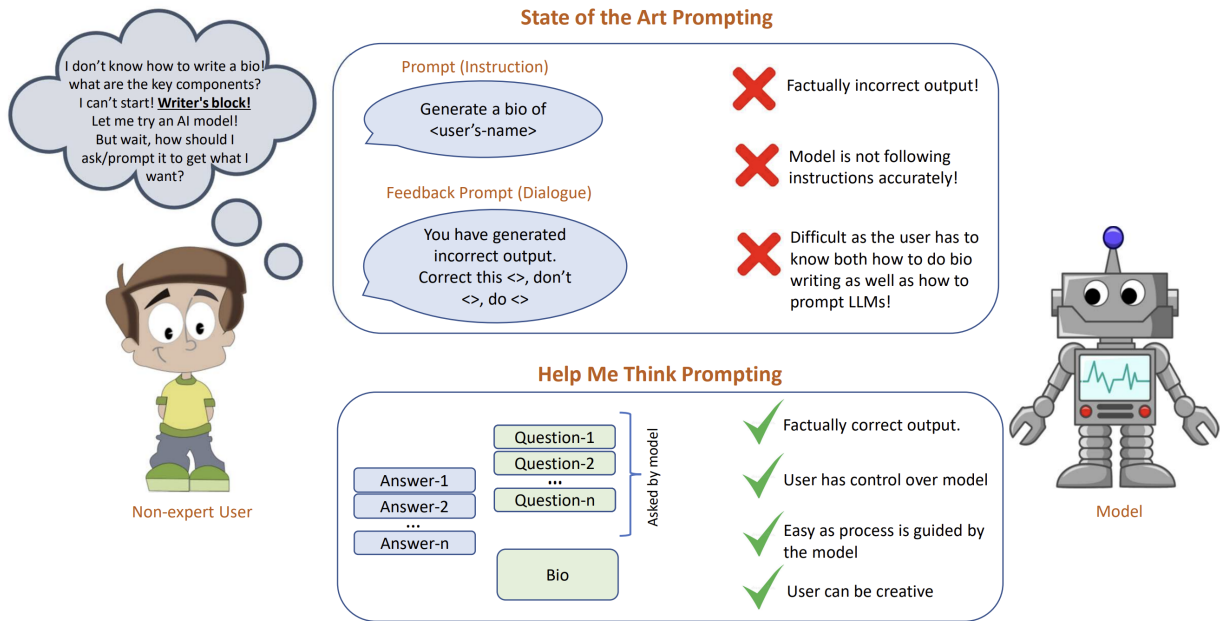 State of the Art Prompting
I don't know how to write a bio!
what are the key components?
I can't start! Writer's block!
Let me try an AI model!
But wait, how should I
ask/prompt it to get what I
want?
Non-expert User
Prompt (Instruction)
Generate a bio of
<user's-name>
Feedback Prompt (Dialogue)
You have generated
incorrect output.
Correct this <>, don't
<>, do <>
Factually incorrect output!
Model is not following
instructions accurately!
Difficult as the user has to
know both how to do bio
writing as well as how to
prompt LLMs!
Help Me Think Prompting
Question-1
Question-2
...
Question-n
Asked by model
Answer-1
Answer-2
...
Answer-n
Bio
Factually correct output.
User has control over model
Easy as process is guided by
the model
User can be creative
Model